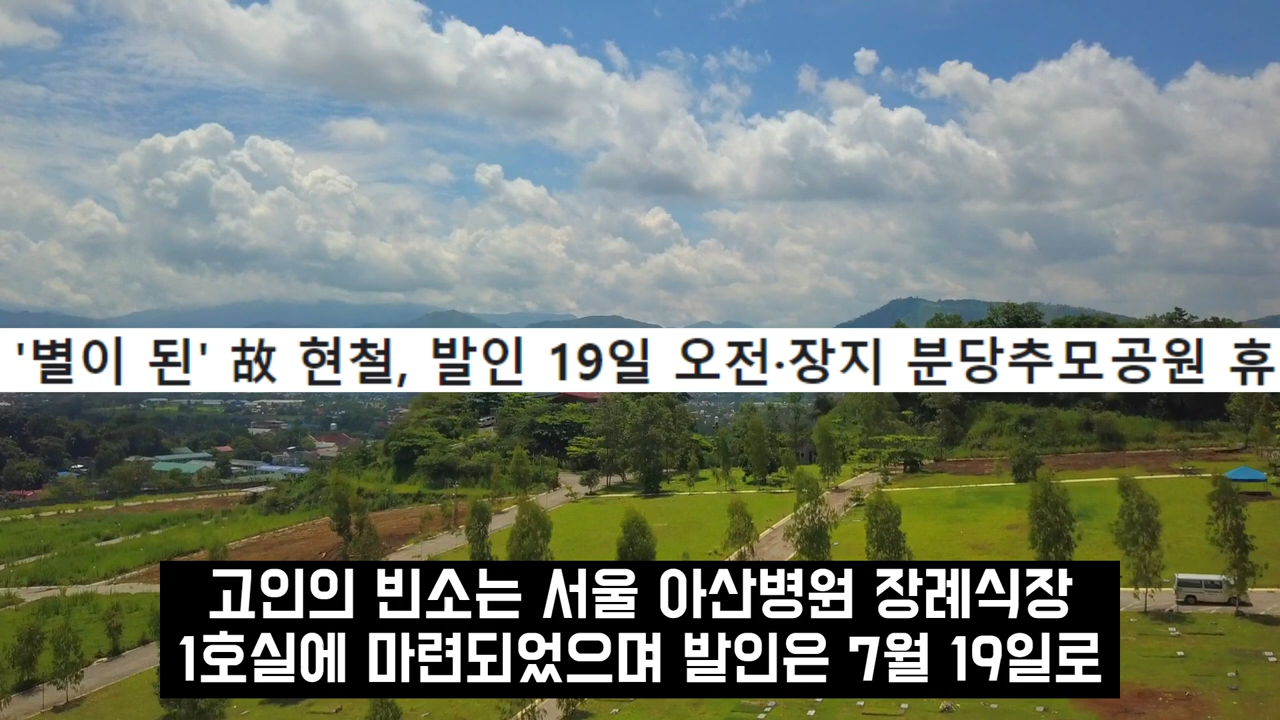 '별이 된' 故 현철, 발인 19일 오전·장지 분당추모공원 휴
고인의 빈소는 서울 아산병원 장례식장
1호실에 마련되었으며 발인은 7월 19일로